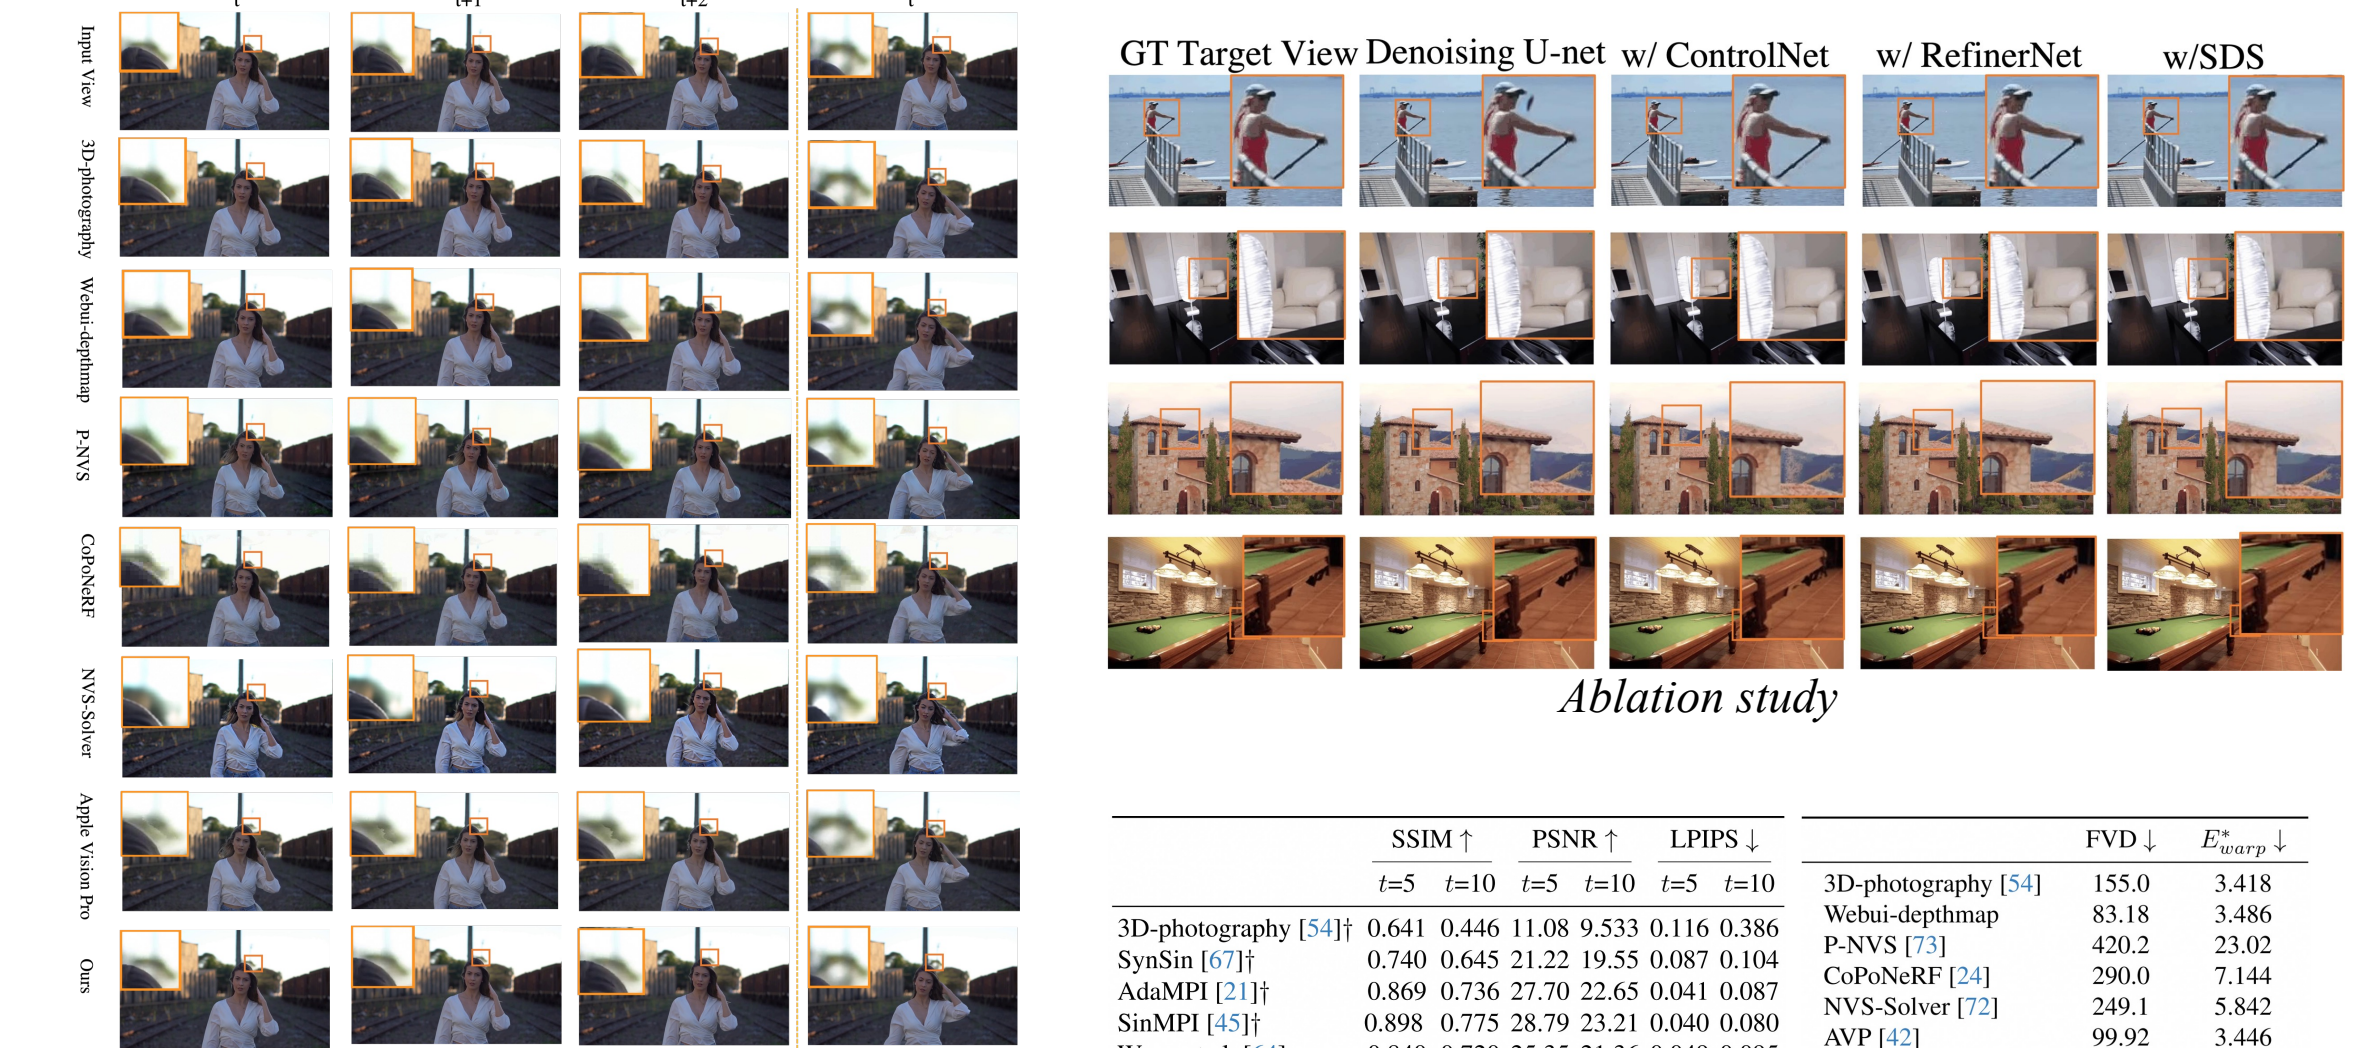 t t+1 t+2 t
Input View
3D-photography
Webui-depthmap
P-NVS
CoPoNeRF
NVS-Solver
Apple Vision Pro
Ours
GT Target View Denoising U-net w/ ControlNet w/ RefinerNet w/SDS
Ablation study
SSIM ↑ PSNR ↑ LPIPS ↓
t=5 t=10 t=5 t=10 t=5 t=10
3D-photography [54]† 0.641 0.446 11.08 9.533 0.116 0.386
SynSin [67]† 0.740 0.645 21.22 19.55 0.087 0.104
AdaMPI [21]† 0.869 0.736 27.70 22.65 0.041 0.087
SinMPI [45]† 0.898 0.775 28.79 23.21 0.040 0.080
FVD ↓ E*warp ↓
3D-photography [54] 155.0 3.418
Webui-depthmap 83.18 3.486
P-NVS [73] 420.2 23.02
CoPoNeRF [24] 290.0 7.144
NVS-Solver [72] 249.1 5.842
AVP [42] 99.92 3.446